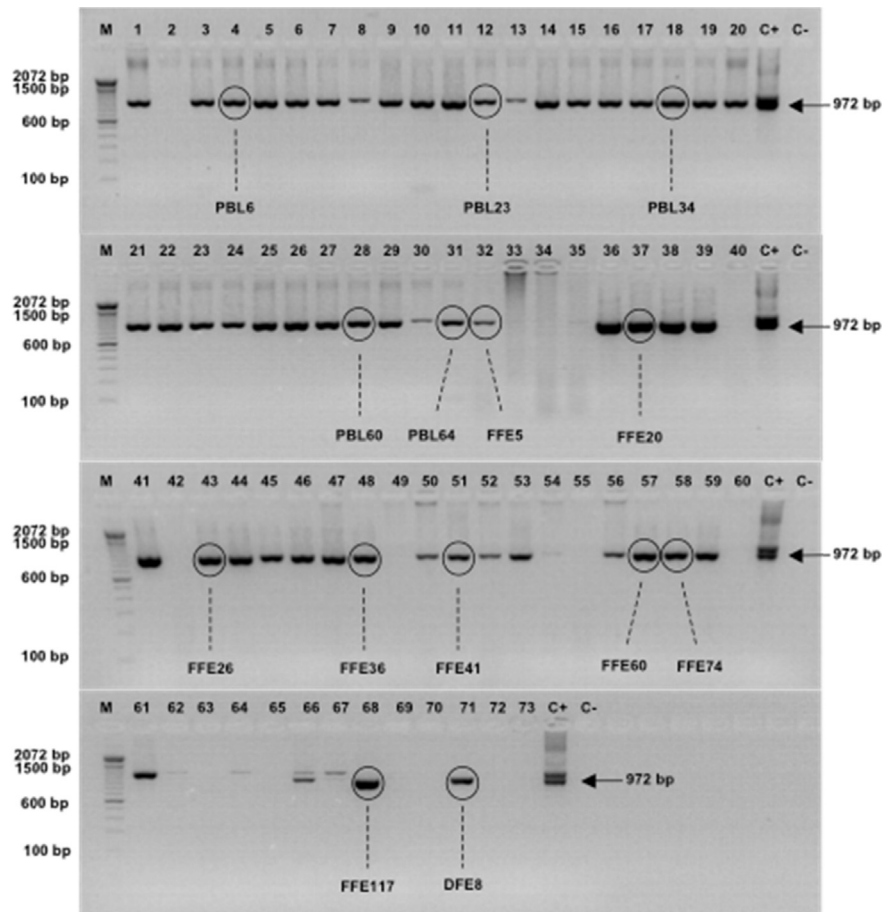 M 1 2 3 4 5 6 7 8 9 10 11 12 13 14 15 16 17 18 19 20 C+ C-
2072 bp
1500 bp
972 bp
600 bp
100 bp
PBL6 PBL23 PBL34
M 21 22 23 24 25 26 27 28 29 30 31 32 33 34 35 36 37 38 39 40 C+ C-
2072 bp
1500 bp
972 bp
600 bp
100 bp
PBL60 PBL64 FFE5 FFE20
M 41 42 43 44 45 46 47 48 49 50 51 52 53 54 55 56 57 58 59 60 C+ C-
2072 bp
1500 bp
972 bp
600 bp
100 bp
FFE26 FFE36 FFE41 FFE60 FFE74
M 61 62 63 64 65 66 67 68 69 70 71 72 73 C+ C-
2072 bp
1500 bp
972 bp
600 bp
100 bp
FFE117 DFE8